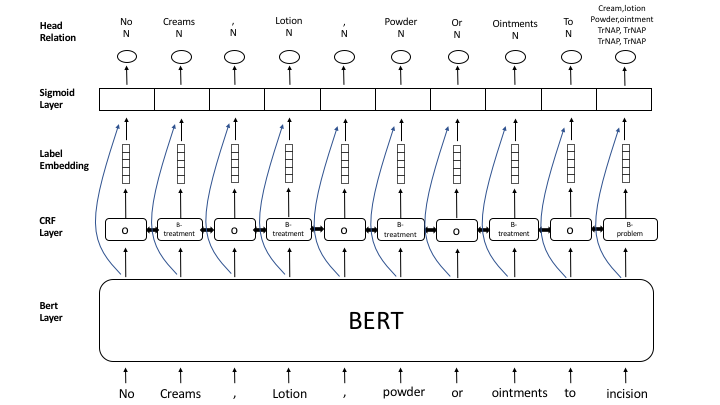 Head Relation
No Creams , Lotion , Powder Or Ointments To Cream,lotion
N N N N N N N N N Powder,ointment
TrNAP, TrNAP
TrNAP, TrNAP
Sigmoid Layer
Label Embedding
CRF Layer
O B-treatment O B-treatment O B-treatment O B-treatment O B-problem
Bert Layer
BERT
No Creams , Lotion , powder or ointments to incision